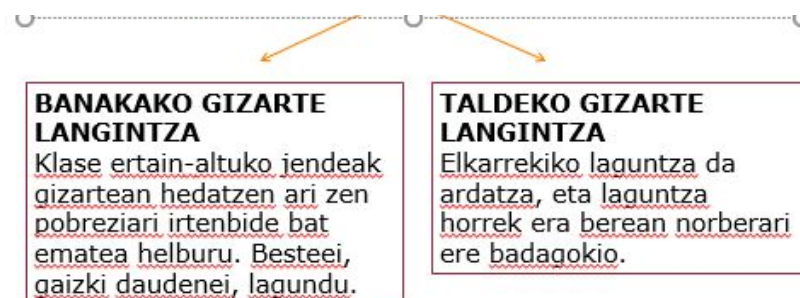 BANAKAKO GIZARTE
LANGINTZA
Klase ertain-altuko jendeak
gizartean hedatzen ari zen
pobreziari irtenbide bat
ematea helburu. Besteei,
gaizki daudenei, lagundu.
TALDEKO GIZARTE
LANGINTZA
Elkarrekiko laguntza da
ardatza, eta laguntza
horrek era berean norberari
ere badagokio.